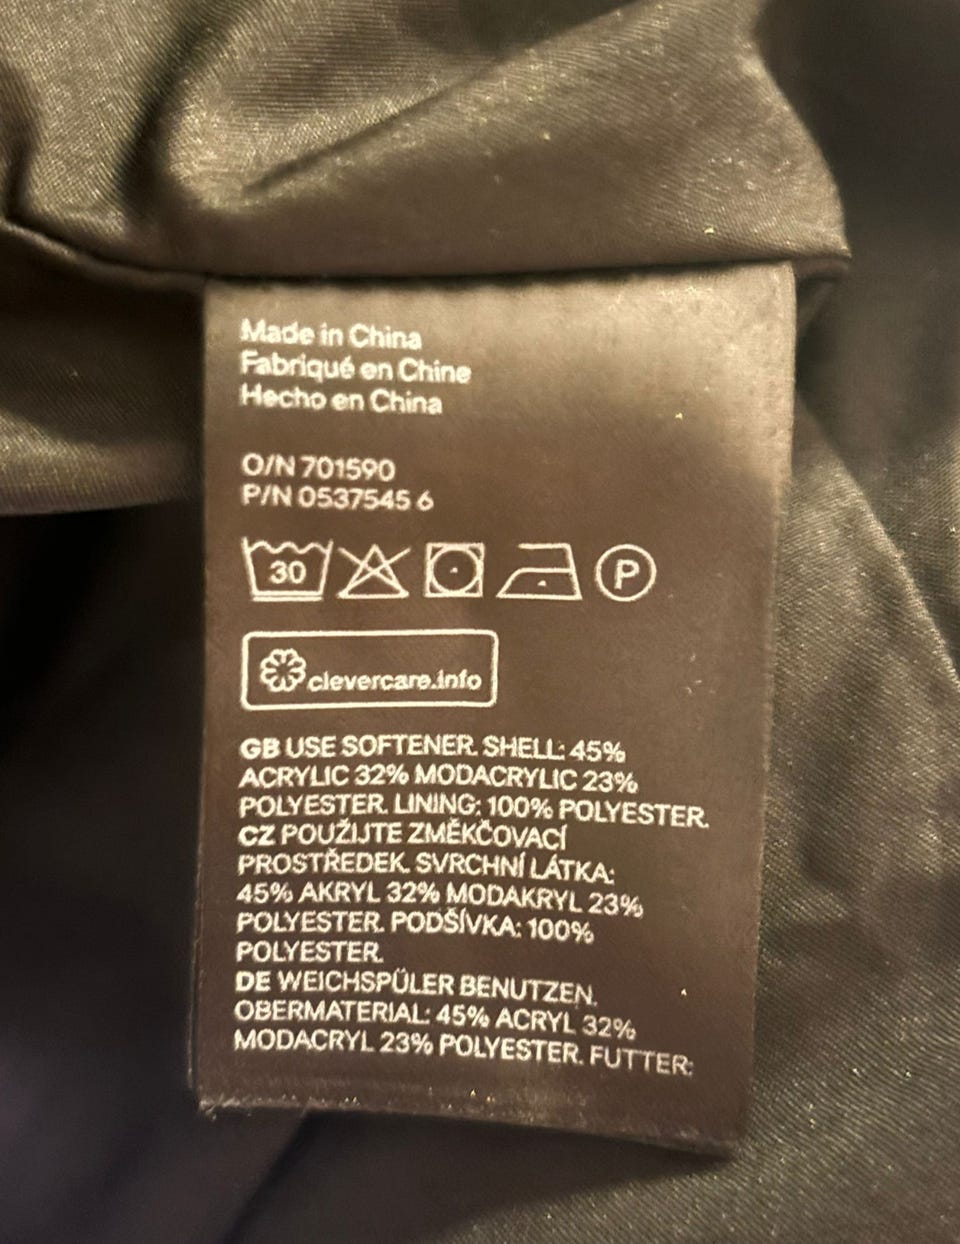 Made in China
Fabriqué en Chine
Hecho en China
O/N 701590
P/N 0537545 6
30 P
clevercare.info
GB USE SOFTENER. SHELL: 45%
ACRYLIC 32% MODACRYLIC 23%
POLYESTER. LINING: 100% POLYESTER.
CZ POUŽIJTE ZMĚKČOVACÍ
PROSTŘEDEK. SVRCHNÍ LÁTKA:
45% AKRYL 32% MODAKRYL 23%
POLYESTER. PODŠÍVKA: 100%
POLYESTER.
DE WEICHSPÜLER BENUTZEN.
OBERMATERIAL: 45% ACRYL 32%
MODACRYL 23% POLYESTER. FUTTER: